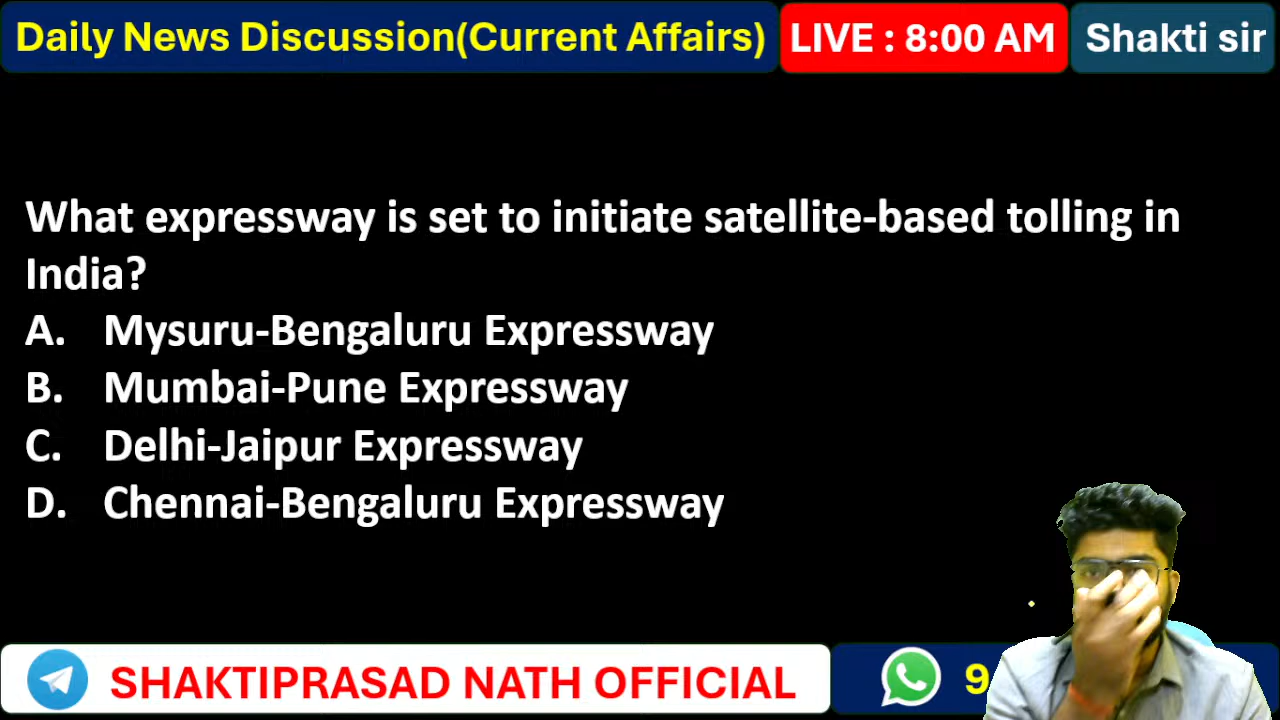 Daily News Discussion(Current Affairs)
LIVE : 8:00 AM
Shakti sir
What expressway is set to initiate satellite-based tolling in
India?
A. Mysuru-Bengaluru Expressway
B. Mumbai-Pune Expressway
C. Delhi-Jaipur Expressway
D. Chennai-Bengaluru Expressway
SHAKTIPRASAD NATH OFFICIAL
9